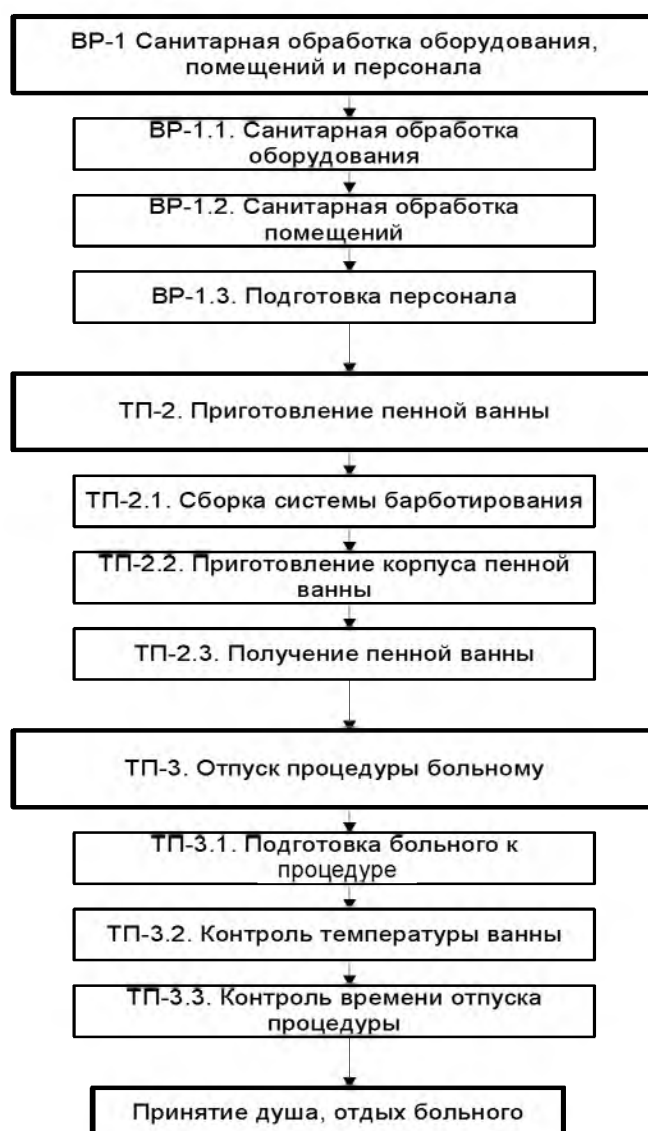 ВР-1 Санитарная обработка оборудования,
помещений и персонала
ВР-1.1. Санитарная обработка
оборудования
ВР-1.2. Санитарная обработка
помещений
ВР-1.3. Подготовка персонала
ТП-2. Приготовление пенной ванны
ТП-2.1. Сборка системы барботирования
ТП-2.2. Приготовление корпуса пенной
ванны
ТП-2.3. Получение пенной ванны
ТП-3. Отпуск процедуры больному
ТП-3.1. Подготовка больного к
процедуре
ТП-3.2. Контроль температуры ванны
ТП-3.3. Контроль времени отпуска
процедуры
Принятие душа, отдых больного